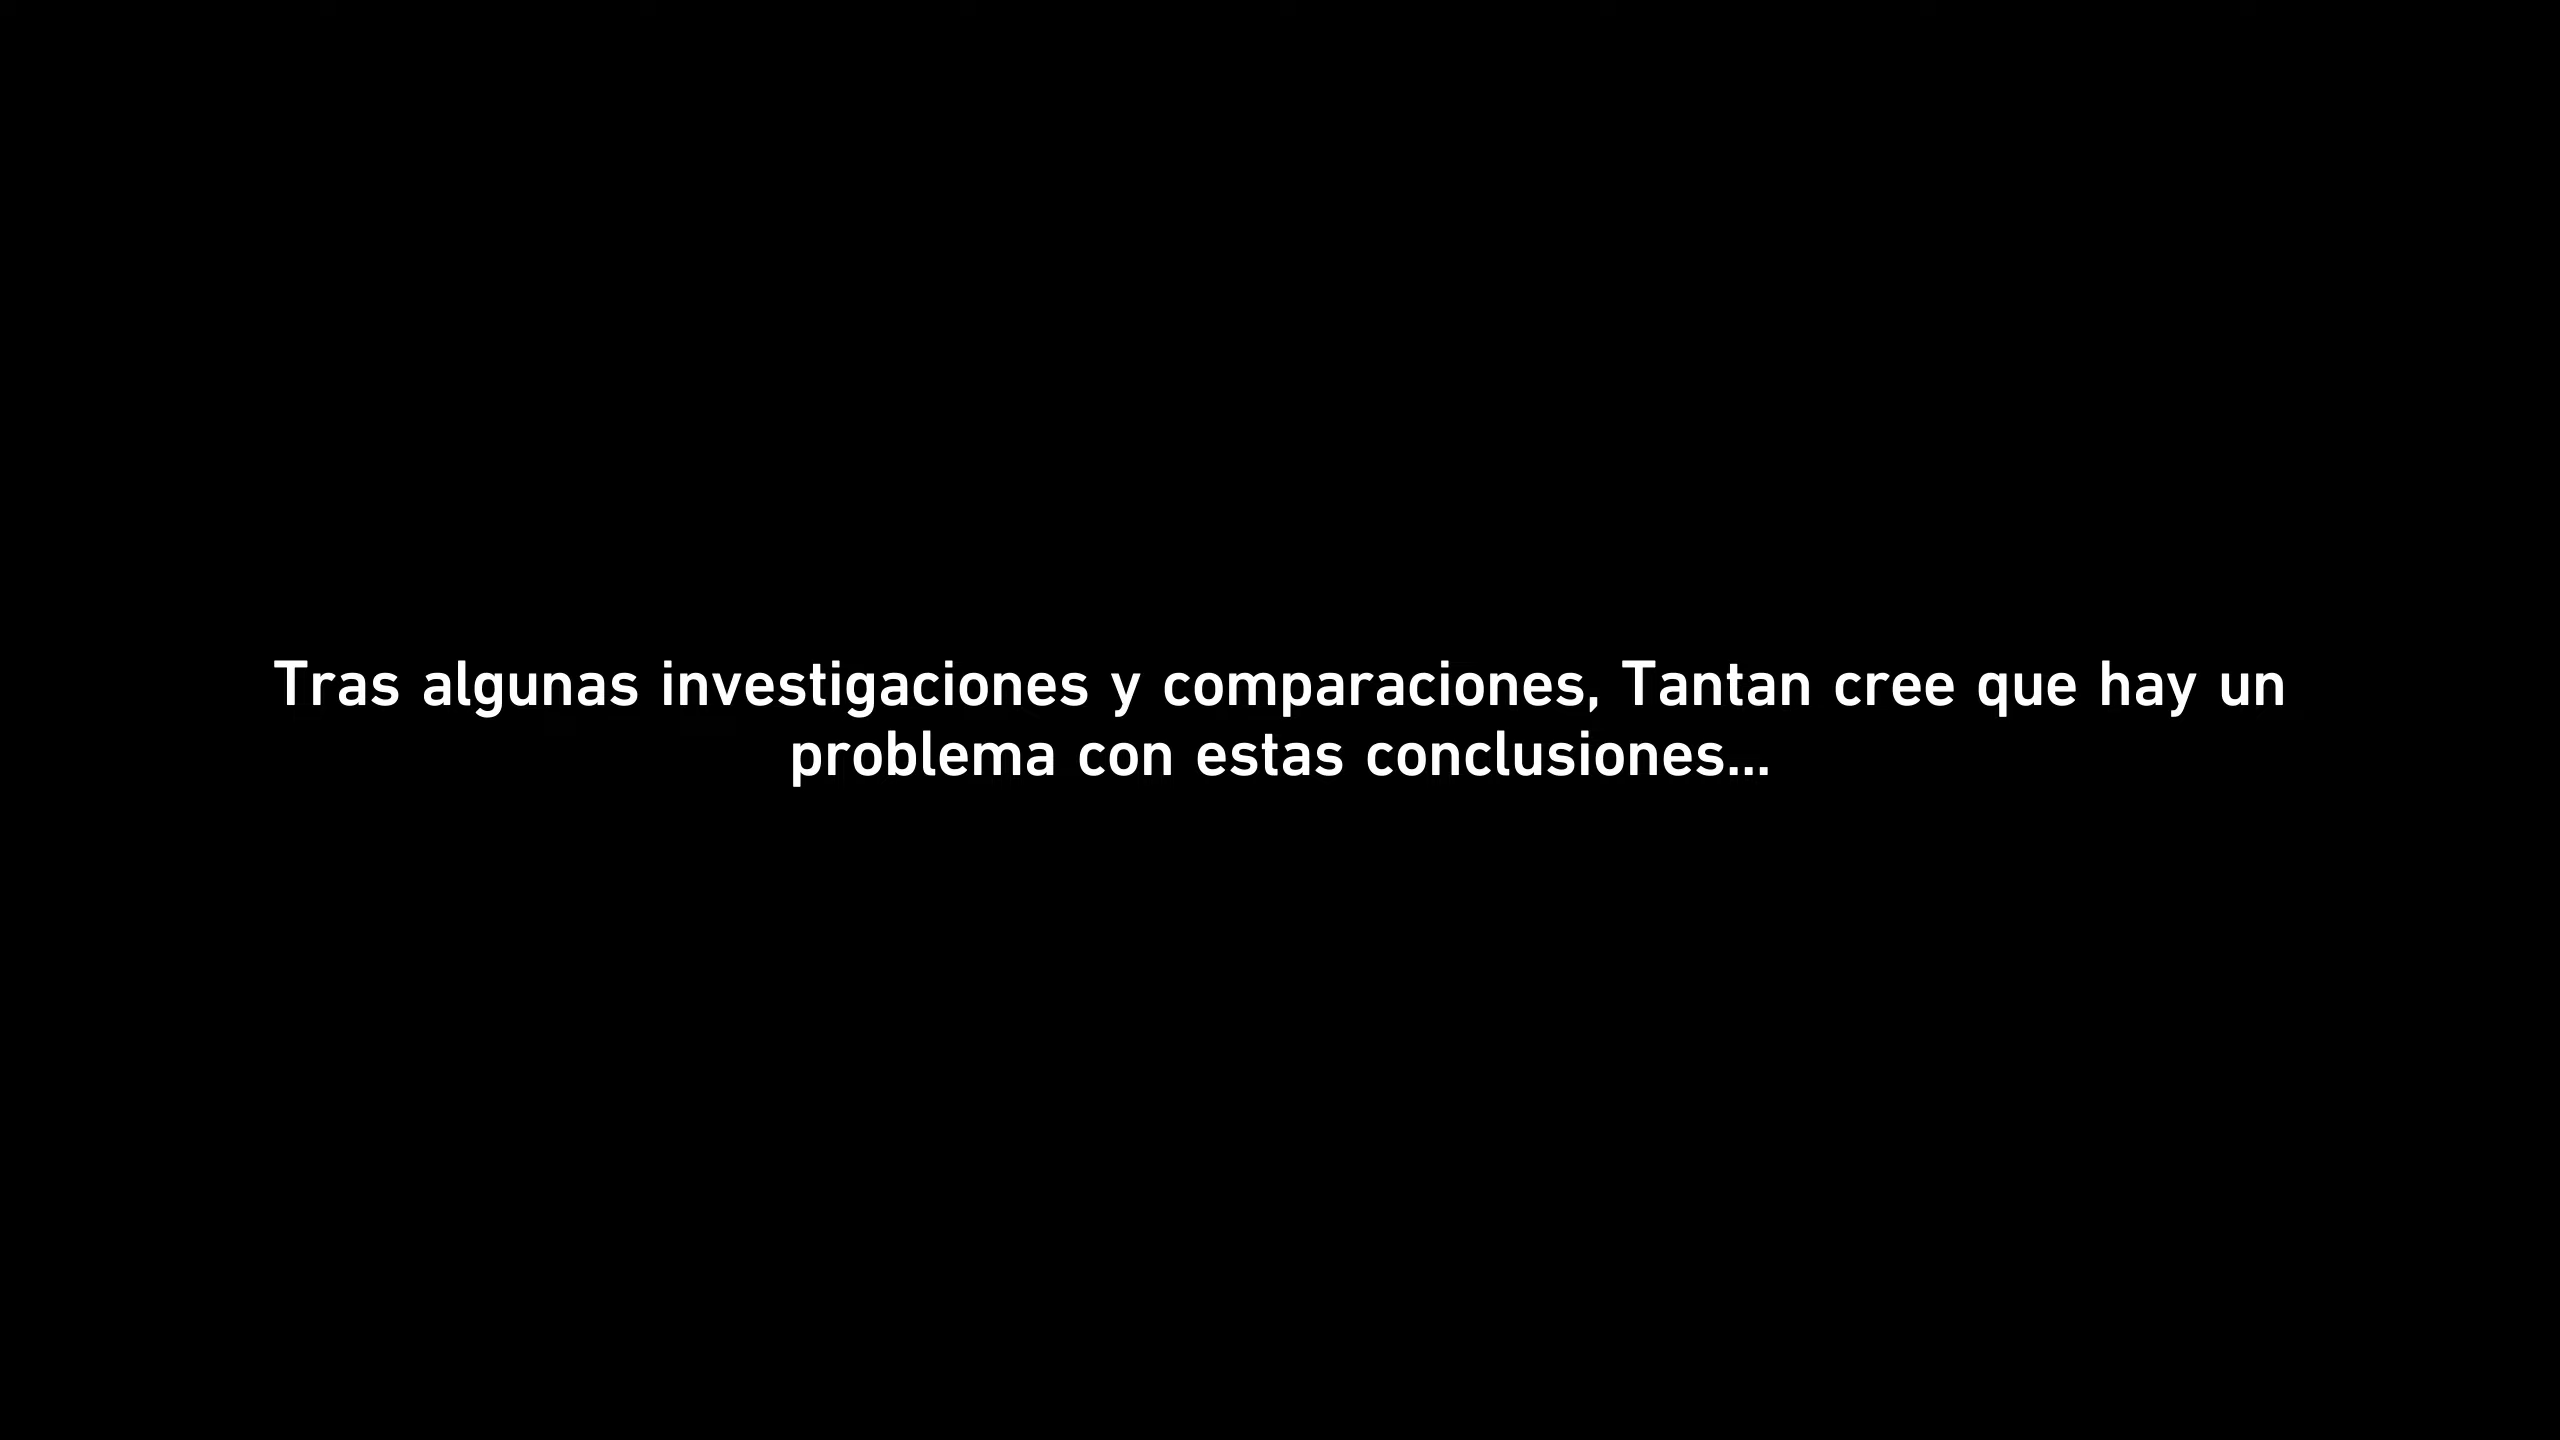 Tras algunas investigaciones y comparaciones, Tantan cree que hay un
problema con estas conclusiones...